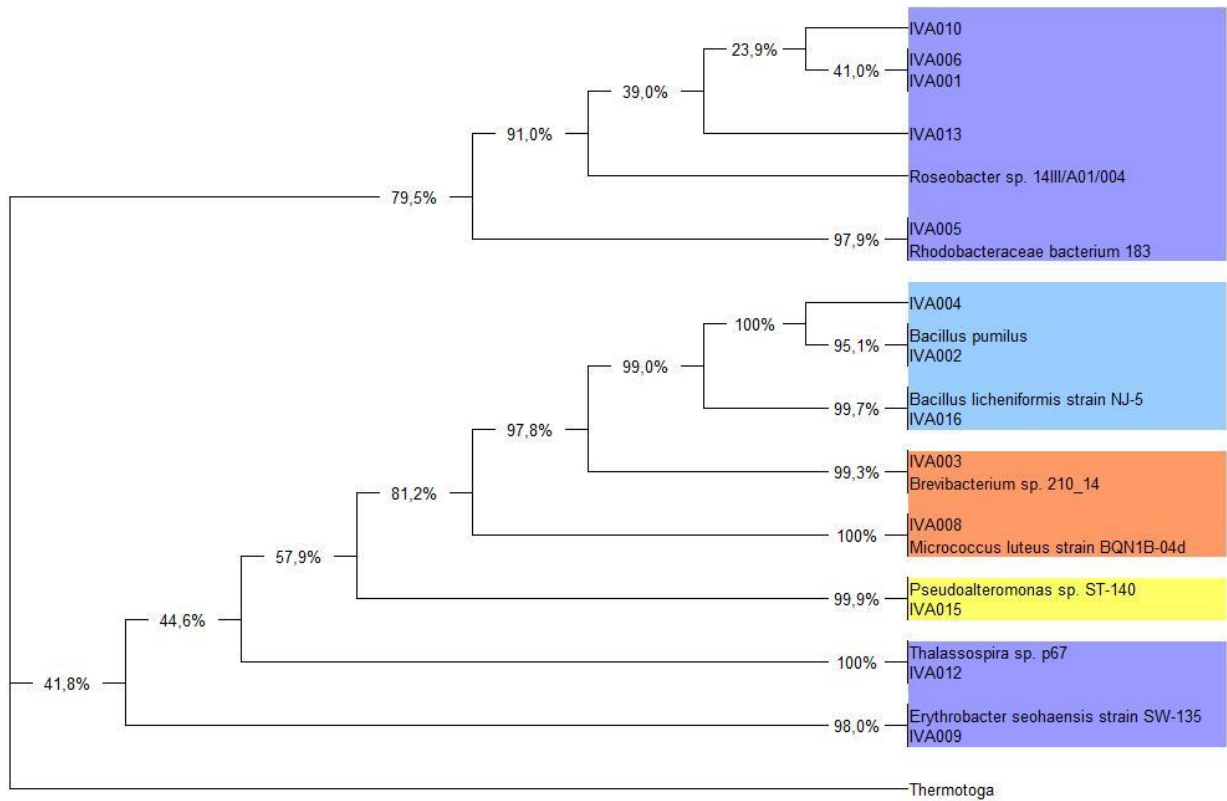 IVA010
23,9%
IVA006
41,0%
IVA001
39,0%
91,0%
IVA013
Roseobacter sp. 14III/A01/004
79,5%
IVA005
97,9%
Rhodobacteraceae bacterium 183
IVA004
100%
Bacillus pumilus
95,1%
IVA002
99,0%
Bacillus licheniformis strain NJ-5
99,7%
IVA016
97,8%
IVA003
99,3%
Brevibacterium sp. 210_14
81,2%
IVA008
100%
Micrococcus luteus strain BQN1B-04d
57,9%
Pseudoalteromonas sp. ST-140
99,9%
IVA015
44,6%
Thalassospira sp. p67
100%
IVA012
41,8%
Erythrobacter seohaensis strain SW-135
98,0%
IVA009
Thermotoga